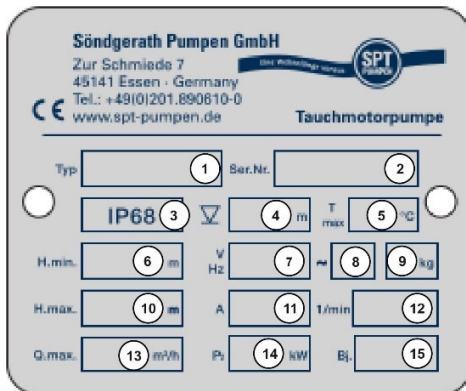 Söndgerath Pumpen GmbH
Zur Schmiede 7
45141 Essen · Germany
Tel.: +49(0)201.890610-0
www.spt-pumpen.de
SPT
PUMPEN
CE
Tauchmotorpumpe
Typ 1 Ser.Nr. 2
IP68 3 4 m T max 5 °C
H.min. 6 m V Hz 7 ~ 8 9 kg
H.max. 10 m A 11 1/min 12
Q.max. 13 m³/h P₂ 14 kW Bj. 15